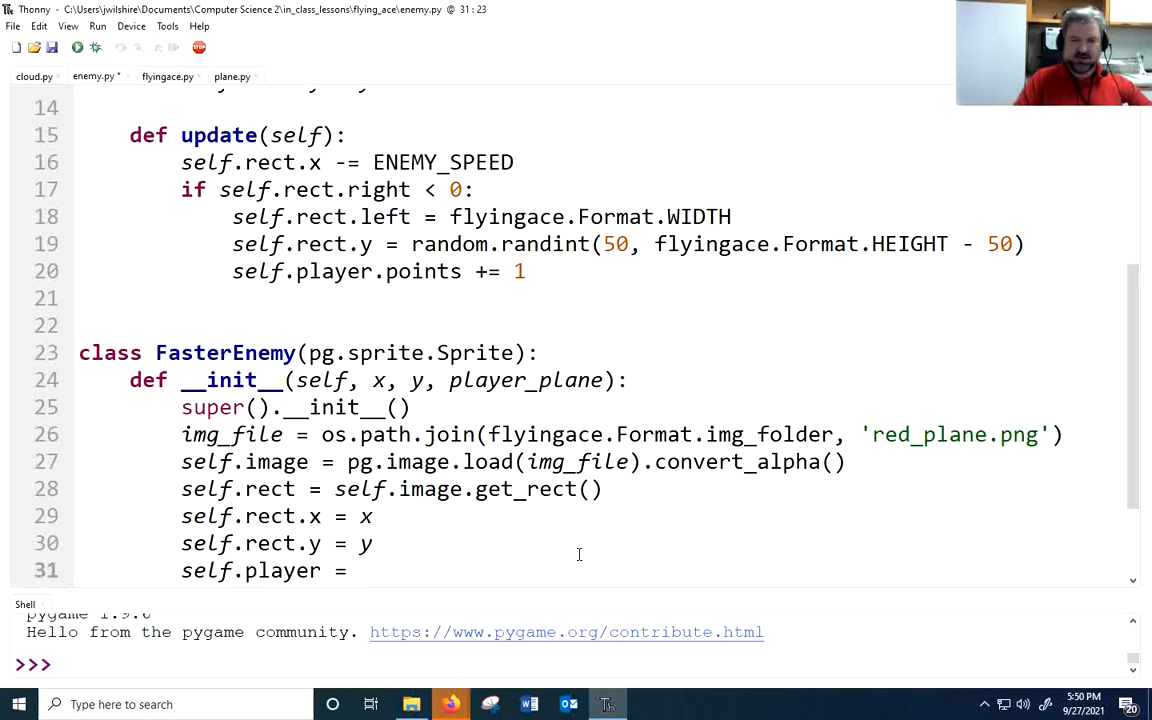 Thonny - C:\Users\jwilshire\Documents\Computer Science 2\in_class_lessons\flying_ace\enemy.py @ 31 : 23
File Edit View Run Device Tools Help
STOP
cloud.py enemy.py * flyingace.py plane.py
14
15 def update(self):
16 self.rect.x -= ENEMY_SPEED
17 if self.rect.right < 0:
18 self.rect.left = flyingace.Format.WIDTH
19 self.rect.y = random.randint(50, flyingace.Format.HEIGHT - 50)
20 self.player.points += 1
21
22
23 class FasterEnemy(pg.sprite.Sprite):
24 def __init__(self, x, y, player_plane):
25 super().__init__()
26 img_file = os.path.join(flyingace.Format.img_folder, 'red_plane.png')
27 self.image = pg.image.load(img_file).convert_alpha()
28 self.rect = self.image.get_rect()
29 self.rect.x = x
30 self.rect.y = y
31 self.player =
Shell
pygame 1.9.6
Hello from the pygame community. https://www.pygame.org/contribute.html
>>>
Type here to search
5:50 PM
9/27/2021
20